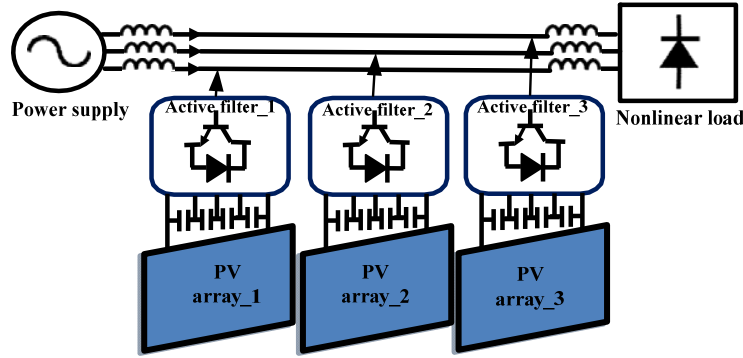 Power supply
Active filter_1
Active filter_2
Active filter_3
Nonlinear load
PV
array_1
PV
array_2
PV
array_3